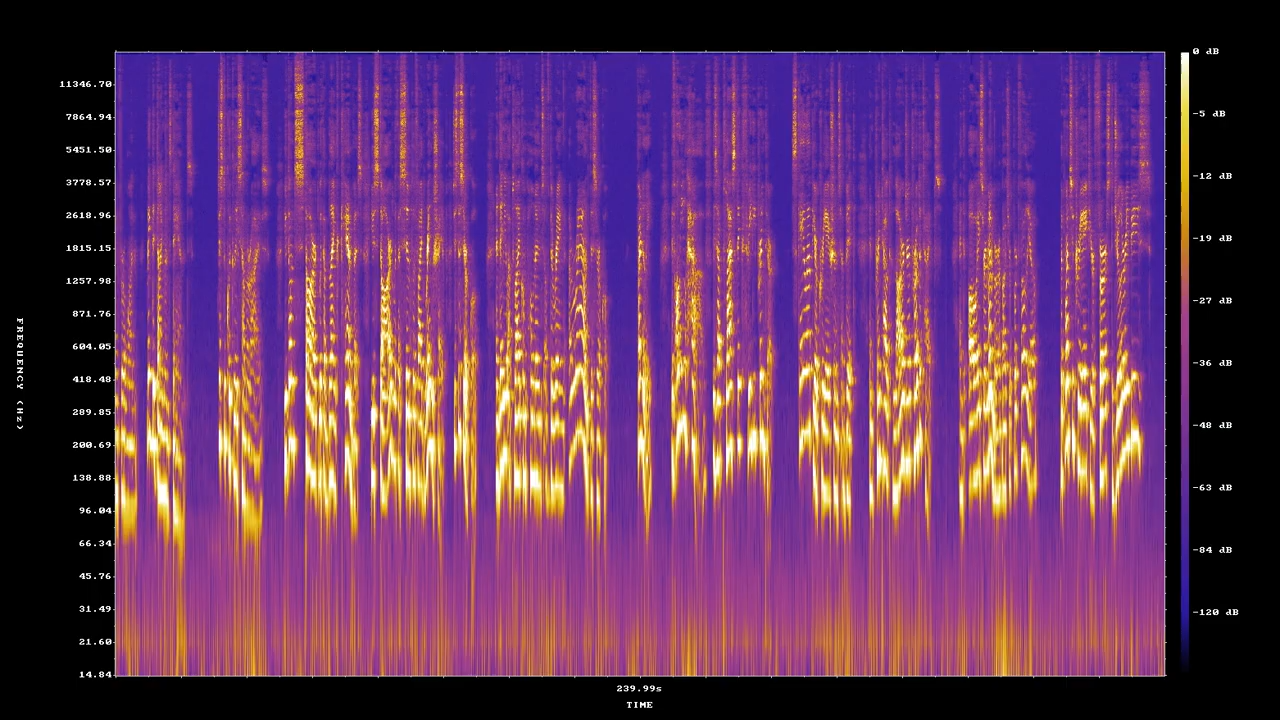 0 dB
11346.70
-5 dB
7864.94
5451.50
-12 dB
3778.57
2618.96
-19 dB
1815.15
1257.98
-27 dB
871.76
604.05
-36 dB
418.48
289.85
-48 dB
200.69
138.88
-63 dB
96.04
66.34
-84 dB
45.76
31.49
-120 dB
21.60
14.84
239.99s
TIME
FREQUENCY (Hz)